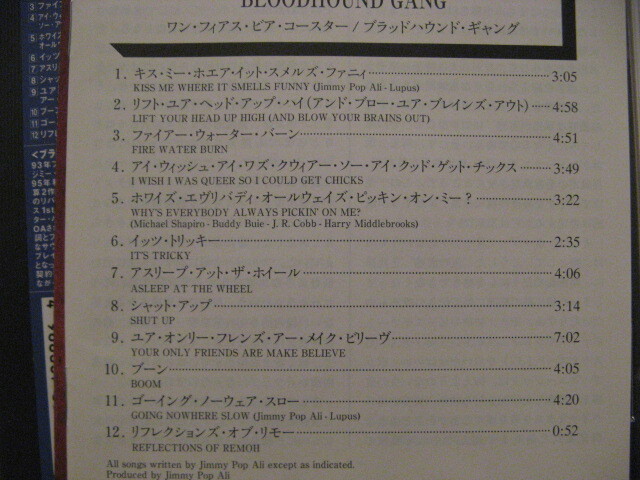 BLOODHOUND GANG
ワン・フィアス・ビア・コースター / ブラッドハウンド・ギャング
1. キス・ミー・ホエア・イット・スメルズ・ファニィ 3:05
KISS ME WHERE IT SMELLS FUNNY (Jimmy Pop Ali - Lupus)
2. リフト・ユア・ヘッド・アップ・ハイ(アンド・ブロー・ユア・ブレインズ・アウト) 4:58
LIFT YOUR HEAD UP HIGH (AND BLOW YOUR BRAINS OUT)
3. ファイアー・ウォーター・バーン 4:51
FIRE WATER BURN
4. アイ・ウィッシュ・アイ・ワズ・クウィアー・ソー・アイ・クッド・ゲット・チックス 3:49
I WISH I WAS QUEER SO I COULD GET CHICKS
5. ホワイズ・エヴリバディ・オールウェイズ・ピッキン・オン・ミー? 3:22
WHY'S EVERYBODY ALWAYS PICKIN' ON ME?
(Michael Shapiro - Buddy Buie - J. R. Cobb - Harry Middlebrooks)
6. イッツ・トリッキー 2:35
IT'S TRICKY
7. アスリープ・アット・ザ・ホイール 4:06
ASLEEP AT THE WHEEL
8. シャット・アップ 3:14
SHUT UP
9. ユア・オンリー・フレンズ・アー・メイク・ビリーヴ 7:02
YOUR ONLY FRIENDS ARE MAKE BELIEVE
10. ブーン 4:05
BOOM
11. ゴーイング・ノーウェア・スロー 4:20
GOING NOWHERE SLOW (Jimmy Pop Ali - Lupus)
12. リフレクションズ・オブ・リモー 0:52
REFLECTIONS OF REMOH
All songs written by Jimmy Pop Ali except as indicated.
Produced by Jimmy Pop Ali